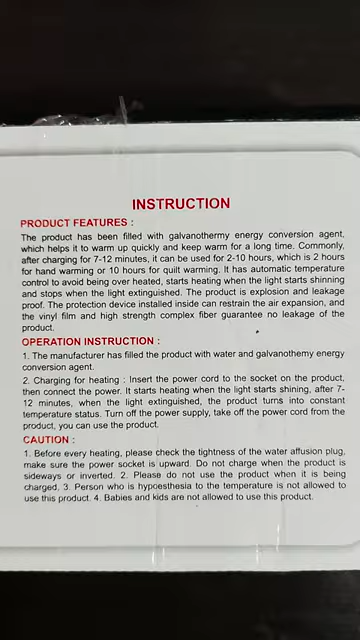 INSTRUCTION
PRODUCT FEATURES :
The product has been filled with galvanothermy energy conversion agent,
which helps it to warm up quickly and keep warm for a long time. Commonly,
after charging for 7-12 minutes, it can be used for 2-10 hours, which is 2 hours
for hand warming or 10 hours for quilt warming. It has automatic temperature
control to avoid being over heated, starts heating when the light starts shinning
and stops when the light extinguished. The product is explosion and leakage
proof. The protection device installed inside can restrain the air expansion, and
the vinyl film and high strength complex fiber guarantee no leakage of the
product.
OPERATION INSTRUCTION :
1. The manufacturer has filled the product with water and galvanothemy energy
conversion agent.
2. Charging for heating : Insert the power cord to the socket on the product,
then connect the power. It starts heating when the light starts shining, after 7-
12 minutes, when the light extinguished, the product turns into constant
temperature status. Turn off the power supply, take off the power cord from the
product, you can use the product.
CAUTION :
1. Before every heating, please check the tightness of the water affusion plug,
make sure the power socket is upward. Do not charge when the product is
sideways or inverted. 2. Please do not use the product when it is being
charged. 3. Person who is hypoesthesia to the temperature is not allowed to
use this product. 4. Babies and kids are not allowed to use this product.